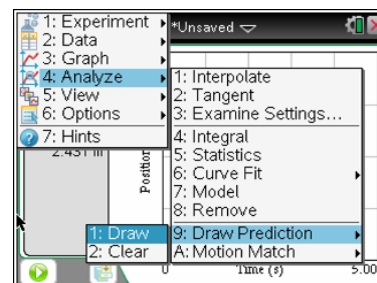 1: Experiment
2: Data
3: Graph
4: Analyze
5: View
6: Options
7: Hints
*Unsaved
1: Interpolate
2: Tangent
3: Examine Settings...
4: Integral
5: Statistics
6: Curve Fit
7: Model
8: Remove
9: Draw Prediction
A: Motion Match
1: Draw
2: Clear
Position
0
Time (s)
5.00